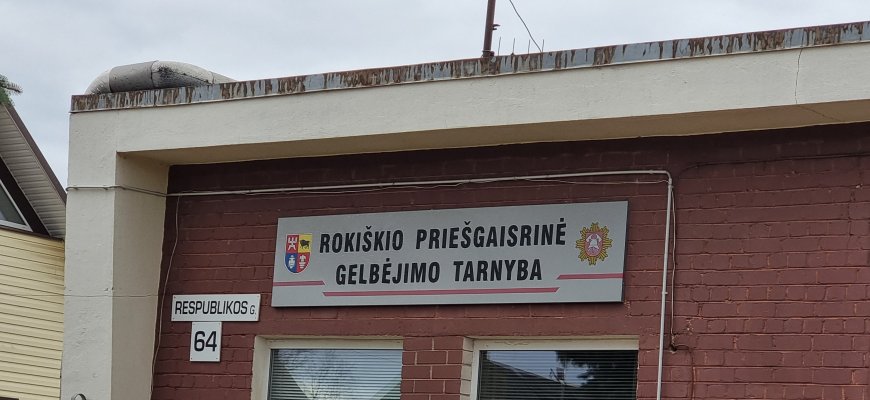 ROKIŠKIO PRIEŠGAISRINĖ
GELBĖJIMO TARNYBA
RESPUBLIKOS G.
64